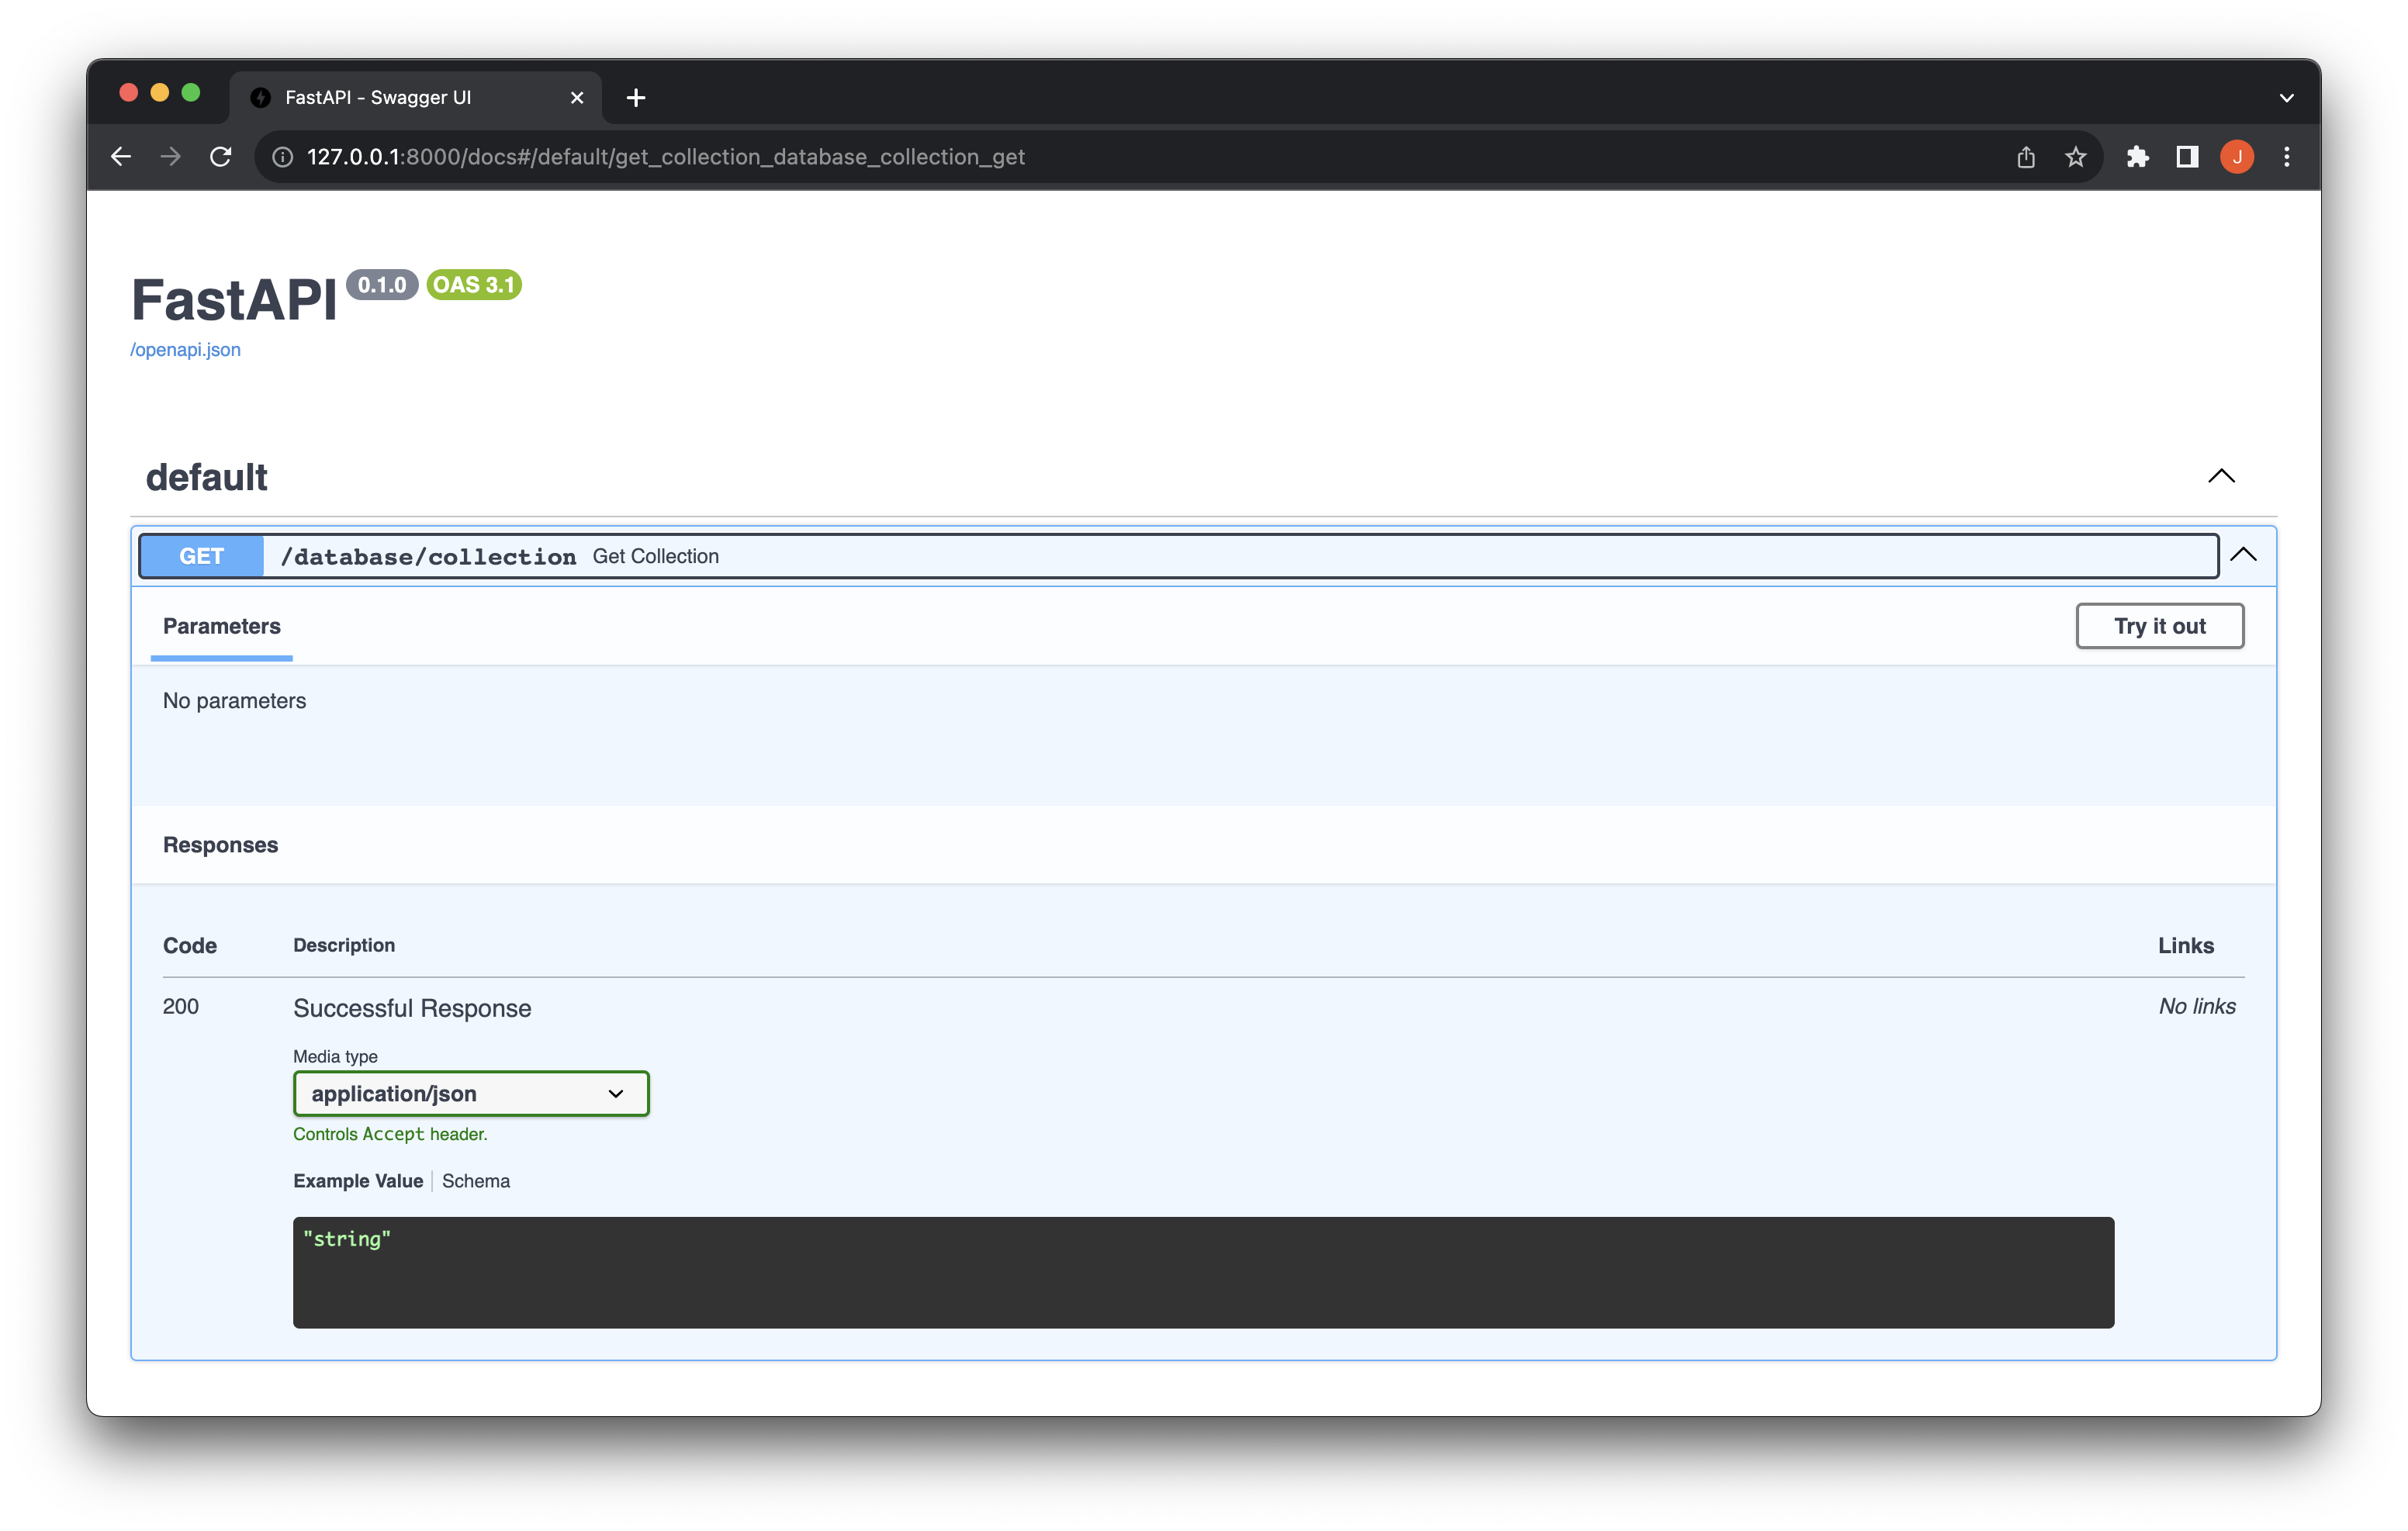 FastAPI - Swagger UI
127.0.0.1:8000/docs#/default/get_collection_database_collection_get
J
FastAPI 0.1.0 OAS 3.1
/openapi.json
default
GET /database/collection Get Collection
Parameters
Try it out
No parameters
Responses
Code Description Links
200 Successful Response No links
Media type
application/json
Controls Accept header.
Example Value Schema
"string"